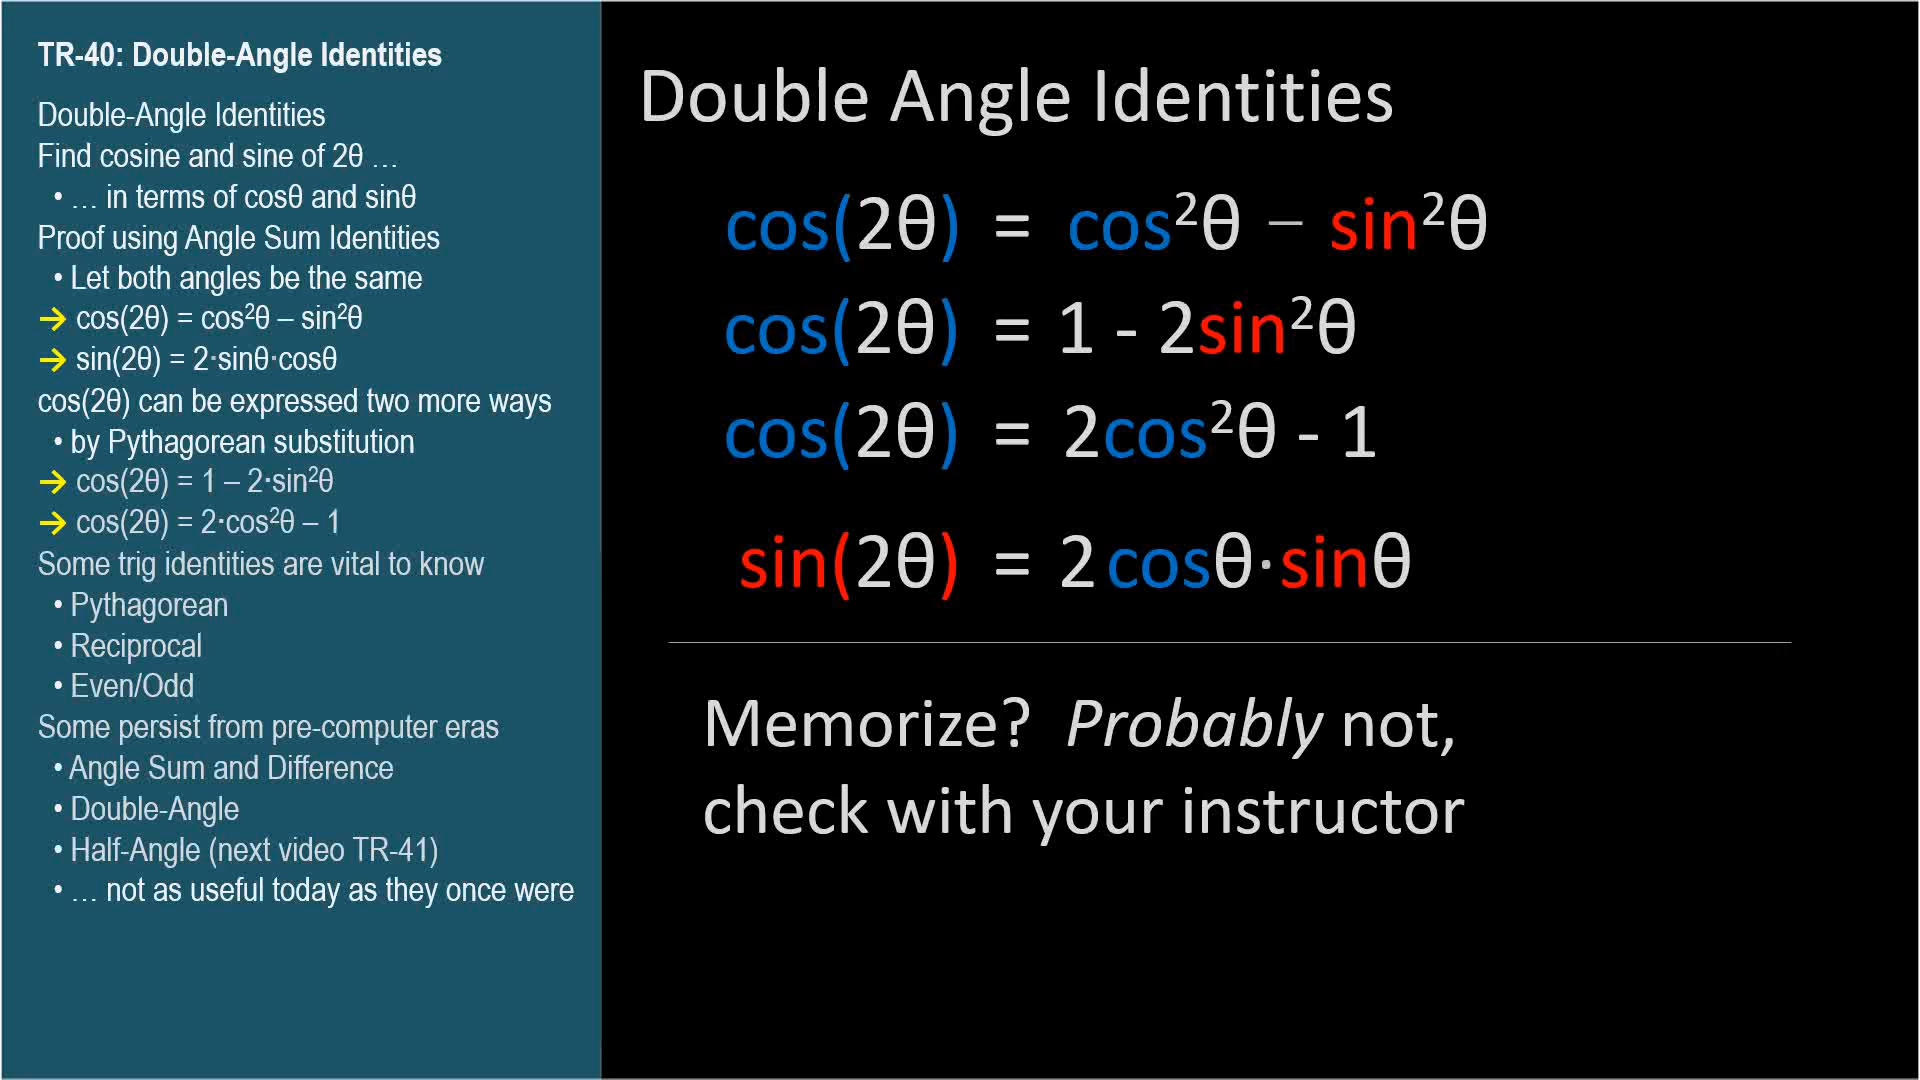 TR-40: Double-Angle Identities
Double-Angle Identities
Find cosine and sine of 2θ …
• … in terms of cosθ and sinθ
Proof using Angle Sum Identities
• Let both angles be the same
→ cos(2θ) = cos²θ – sin²θ
→ sin(2θ) = 2·sinθ·cosθ
cos(2θ) can be expressed two more ways
• by Pythagorean substitution
→ cos(2θ) = 1 – 2·sin²θ
→ cos(2θ) = 2·cos²θ – 1
Some trig identities are vital to know
• Pythagorean
• Reciprocal
• Even/Odd
Some persist from pre-computer eras
• Angle Sum and Difference
• Double-Angle
• Half-Angle (next video TR-41)
• … not as useful today as they once were
Double Angle Identities
cos(2θ) = cos²θ – sin²θ
cos(2θ) = 1 - 2sin²θ
cos(2θ) = 2cos²θ - 1
sin(2θ) = 2 cosθ·sinθ
Memorize? Probably not,
check with your instructor